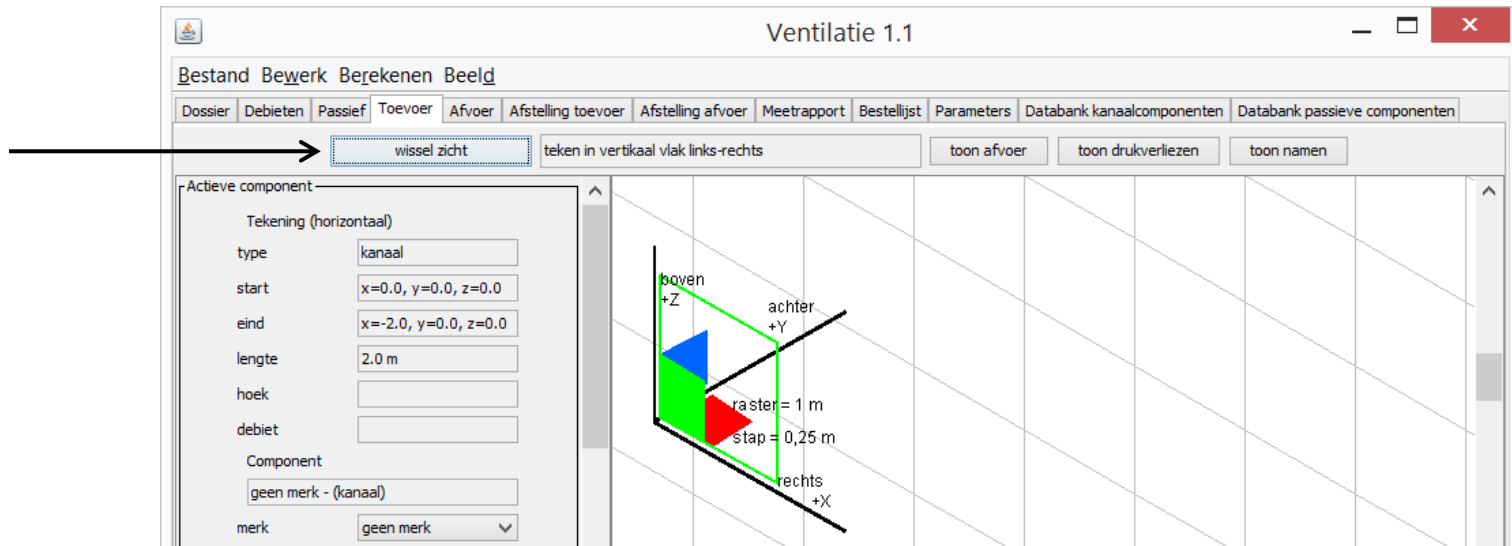 Ventilatie 1.1
Bestand Bewerk Berekenen Beeld
Dossier Debieten Passief Toevoer Afvoer Afstelling toevoer Afstelling afvoer Meetrapport Bestellijst Parameters Databank kanaalcomponenten Databank passieve componenten
wissel zicht teken in vertikaal vlak links-rechts toon afvoer toon drukverliezen toon namen
Actieve component
Tekening (horizontaal)
type kanaal
start x=0.0, y=0.0, z=0.0
eind x=-2.0, y=0.0, z=0.0
lengte 2.0 m
hoek
debiet
Component
geen merk - (kanaal)
merk geen merk
boven
+Z
achter
+Y
raster = 1 m
stap = 0,25 m
rechts
+X